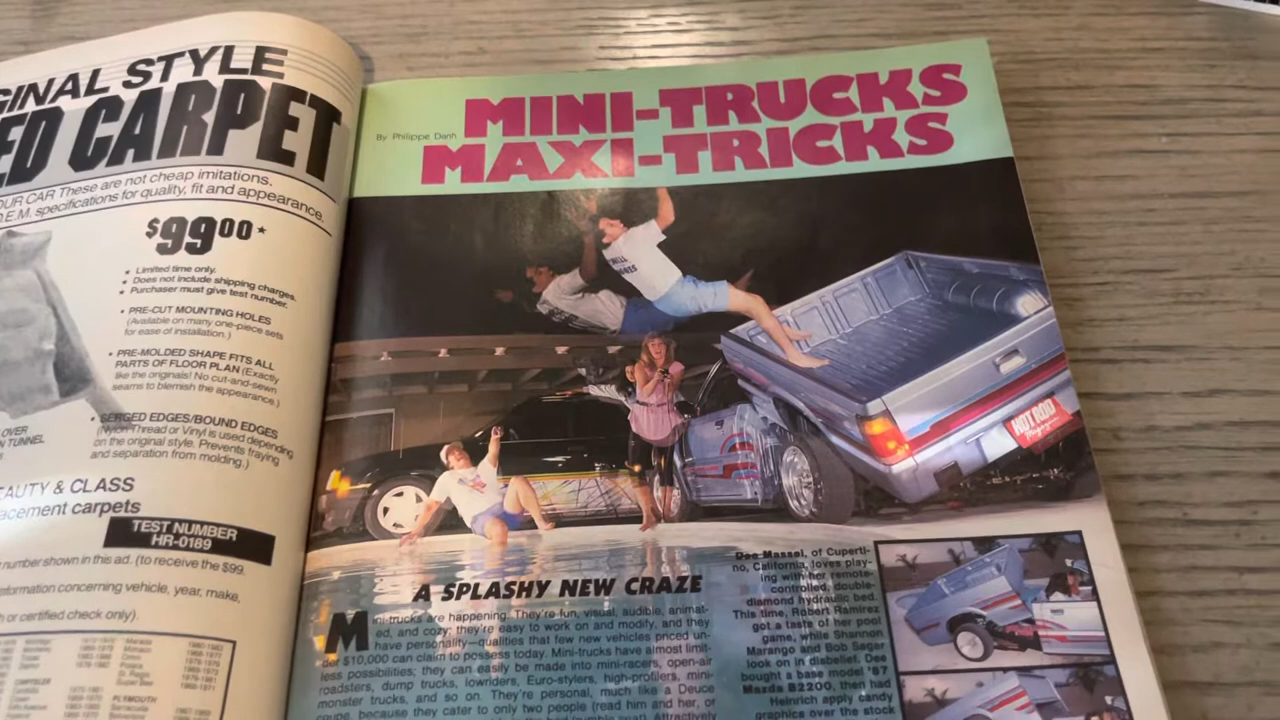 GINAL STYLE
ED CARPET
OUR CAR These are not cheap imitations.
O.E.M. specifications for quality, fit and appearance.
$99.00*
★ Limited time only.
★ Does not include shipping charges.
★ Purchaser must give test number.
• PRE-CUT MOUNTING HOLES
(Available on many one-piece sets
for ease of installation.)
• PRE-MOLDED SHAPE FITS ALL
PARTS OF FLOOR PLAN (Exactly
like the originals! No cut-and-sewn
seams to blemish the appearance.)
• SERGED EDGES/BOUND EDGES
(Nylon Thread or Vinyl is used depending
on the original style. Prevents fraying
and separation from molding.)
OVER
N TUNNEL
EAUTY & CLASS
acement carpets
TEST NUMBER
HR-0189
number shown in this ad. (to receive the $99.
formation concerning vehicle, year, make,
or certified check only).
CHRYSLER
PLYMOUTH
By Philippe Danh
MINI-TRUCKS
MAXI-TRICKS
HOT ROD
Magazine
A SPLASHY NEW CRAZE
Mini-trucks are happening. They're fun, visual, audible, animat-
ed, and cozy; they're easy to work on and modify, and they
have personality—qualities that few new vehicles priced un-
der $10,000 can claim to possess today. Mini-trucks have almost limit-
less possibilities; they can easily be made into mini-racers, open-air
roadsters, dump trucks, lowriders, Euro-stylers, high-profilers, mini-
monster trucks, and so on. They're personal, much like a Deuce
coupe, because they cater to only two people (read him and her, or
Attractively
Dee Massel, of Cuperti-
no, California, loves play-
ing with her remote-
controlled, double-
diamond hydraulic bed.
This time, Robert Ramirez
got a taste of her pool
game, while Shannon
Marango and Bob Sagar
look on in disbelief. Dee
bought a base model '87
Mazda B2200, then had
Heinrich apply candy
graphics over the stock